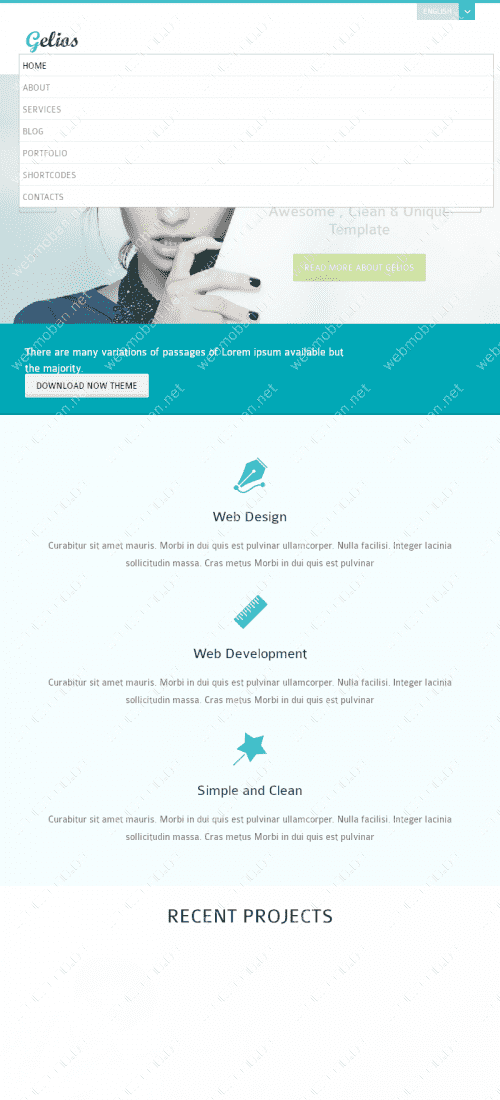 ENGLISH
Gelios
HOME
ABOUT
SERVICES
BLOG
PORTFOLIO
SHORTCODES
CONTACTS
Awesome , Clean & Unique
Template
READ MORE ABOUT GELIOS
There are many variations of passages of Lorem ipsum available but
the majority.
DOWNLOAD NOW THEME
Web Design
Curabitur sit amet mauris. Morbi in dui quis est pulvinar ullamcorper. Nulla facilisi. Integer lacinia
sollicitudin massa. Cras metus Morbi in dui quis est pulvinar
Web Development
Curabitur sit amet mauris. Morbi in dui quis est pulvinar ullamcorper. Nulla facilisi. Integer lacinia
sollicitudin massa. Cras metus Morbi in dui quis est pulvinar
Simple and Clean
Curabitur sit amet mauris. Morbi in dui quis est pulvinar ullamcorper. Nulla facilisi. Integer lacinia
sollicitudin massa. Cras metus Morbi in dui quis est pulvinar
RECENT PROJECTS
webmoban.net